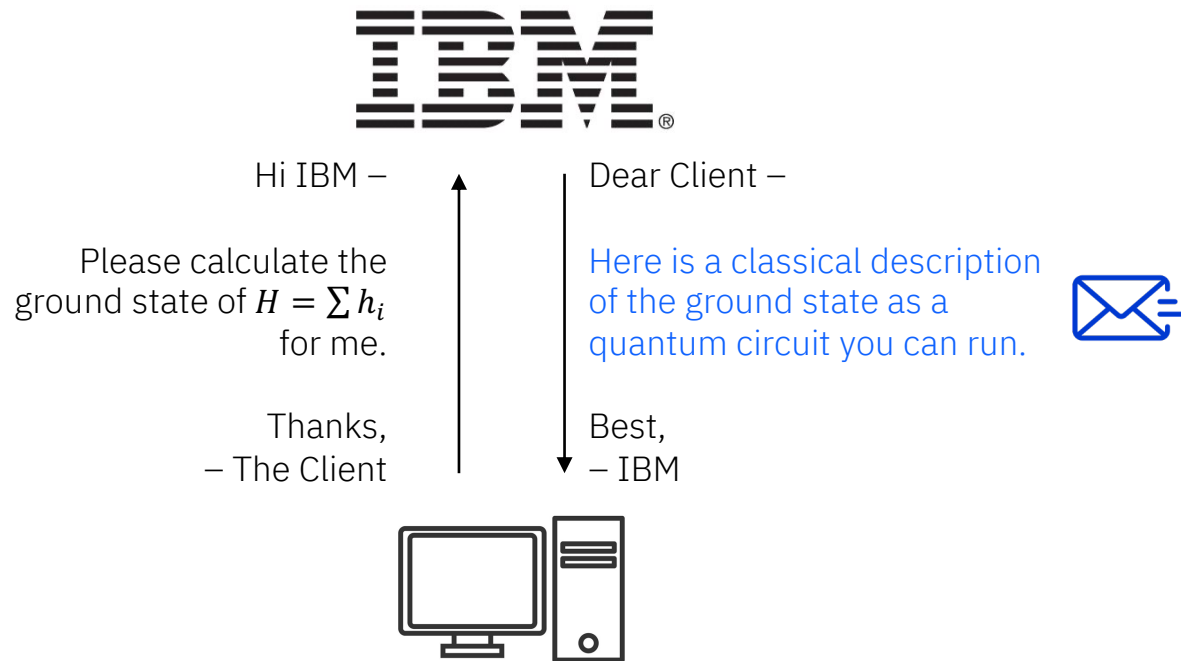 IBM®
Hi IBM –
Please calculate the
ground state of 𝐻 = ∑ ℎ𝑖
for me.
Thanks,
– The Client
Dear Client –
Here is a classical description
of the ground state as a
quantum circuit you can run.
Best,
– IBM